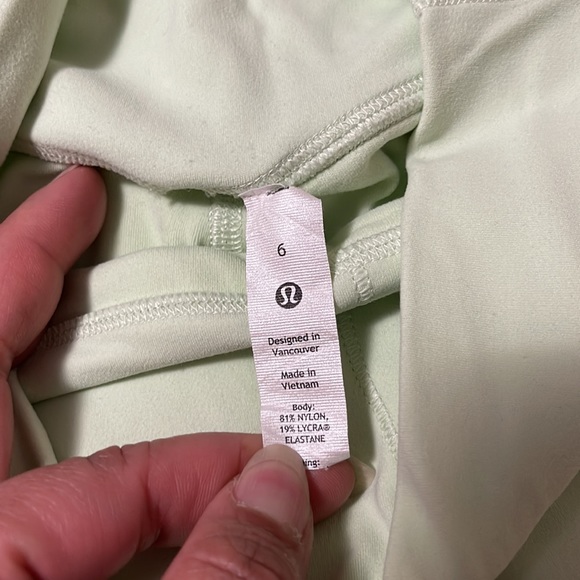 6
Designed in
Vancouver
Made in
Vietnam
Body:
81% NYLON,
19% LYCRA®
ELASTANE